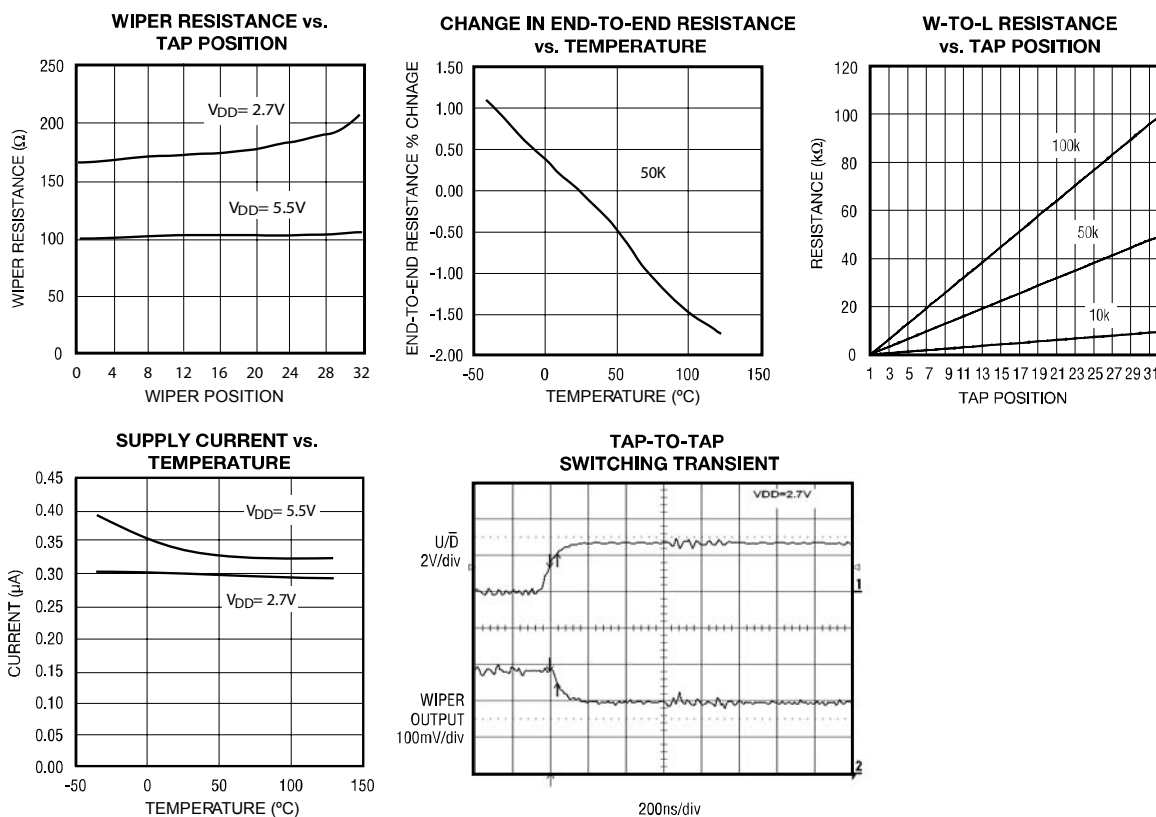 WIPER RESISTANCE vs.
TAP POSITION
250
200
150
100
50
0
WIPER RESISTANCE (Ω)
VDD= 2.7V
VDD= 5.5V
0 4 8 12 16 20 24 28 32
WIPER POSITION
CHANGE IN END-TO-END RESISTANCE
vs. TEMPERATURE
1.50
1.00
0.50
0.00
-0.50
-1.00
-1.50
-2.00
END-TO-END RESISTANCE % CHNAGE
50K
-50 0 50 100 150
TEMPERATURE (ºC)
W-TO-L RESISTANCE
vs. TAP POSITION
120
100
80
60
40
20
0
RESISTANCE (kΩ)
100k
50k
10k
1 3 5 7 9 11 13 15 17 19 21 23 25 27 29 31
TAP POSITION
SUPPLY CURRENT vs.
TEMPERATURE
0.45
0.40
0.35
0.30
0.25
0.20
0.15
0.10
0.05
0.00
CURRENT (µA)
VDD= 5.5V
VDD= 2.7V
-50 0 50 100 150
TEMPERATURE (ºC)
TAP-TO-TAP
SWITCHING TRANSIENT
VDD=2.7V
U/D̅
2V/div
1
WIPER
OUTPUT
100mV/div
2
200ns/div